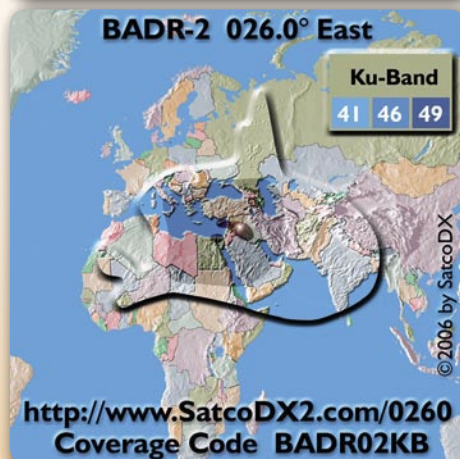 BADR-2 026.0° East
Ku-Band
41 46 49
©2006 by SatcoDX
http://www.SatcoDX2.com/0260
Coverage Code BADR02KB